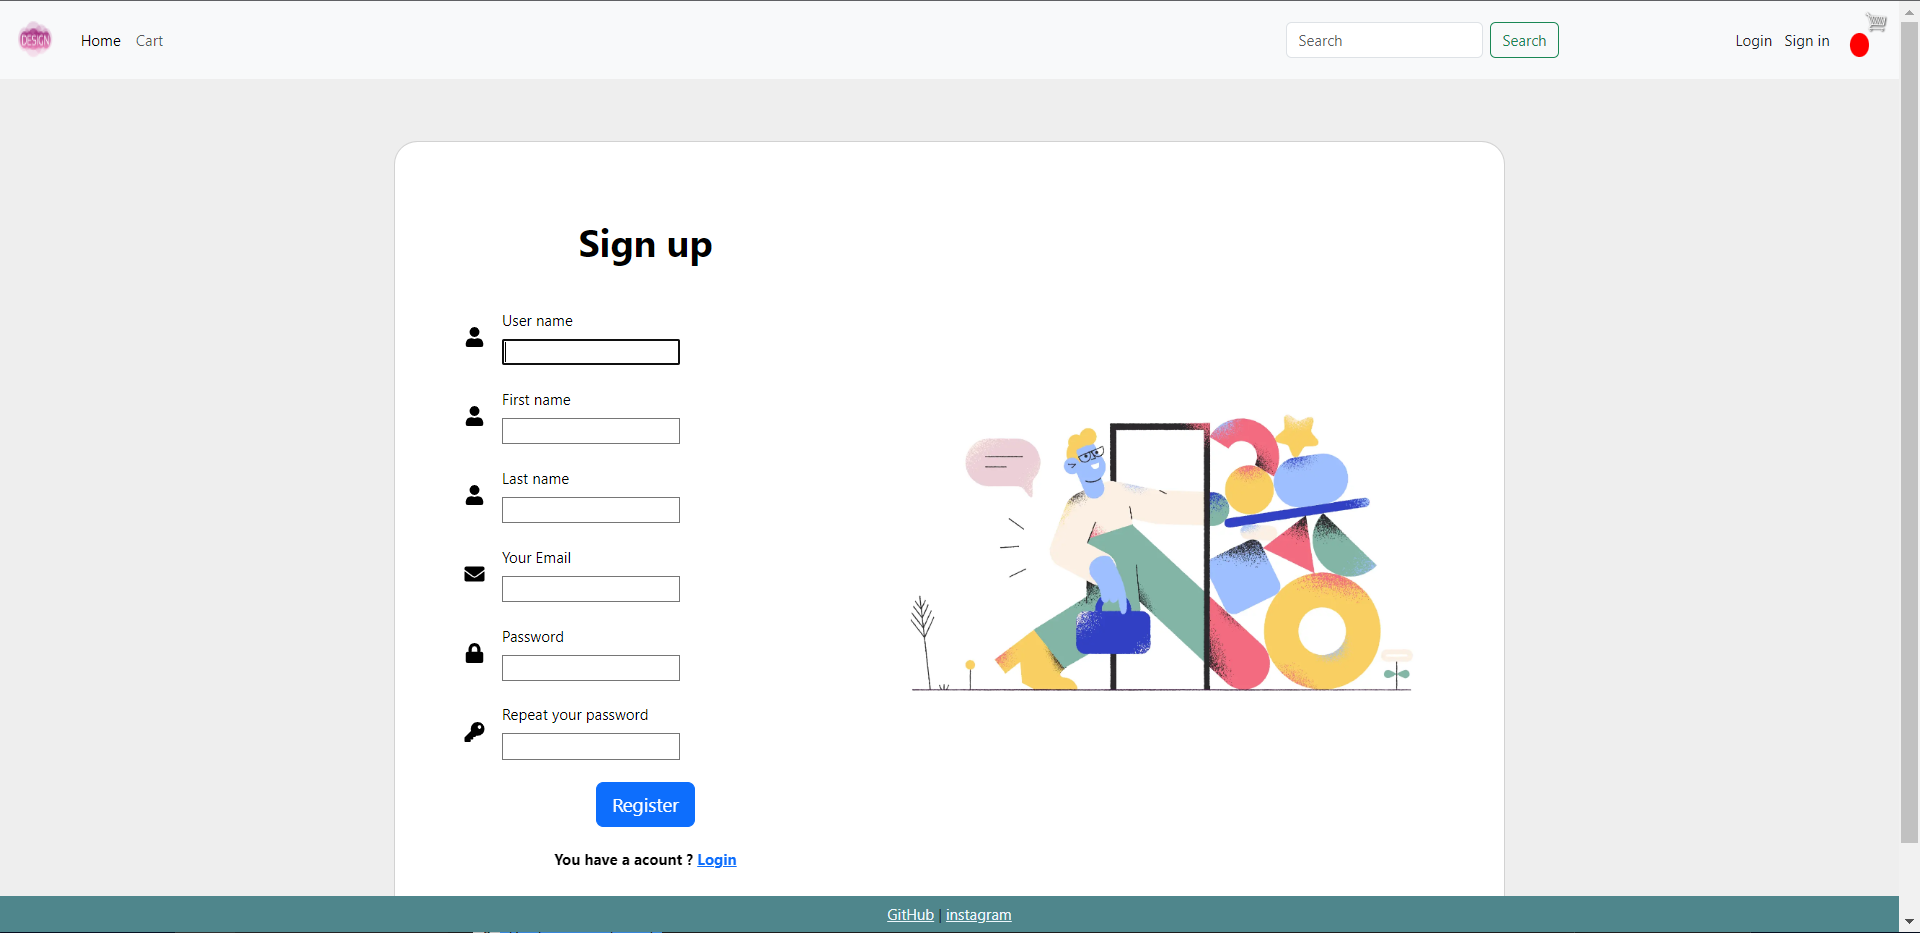 DESIGN Home Cart Search Search Login Sign in
Sign up
User name
First name
Last name
Your Email
Password
Repeat your password
Register
You have a acount ? Login
GitHub | instagram